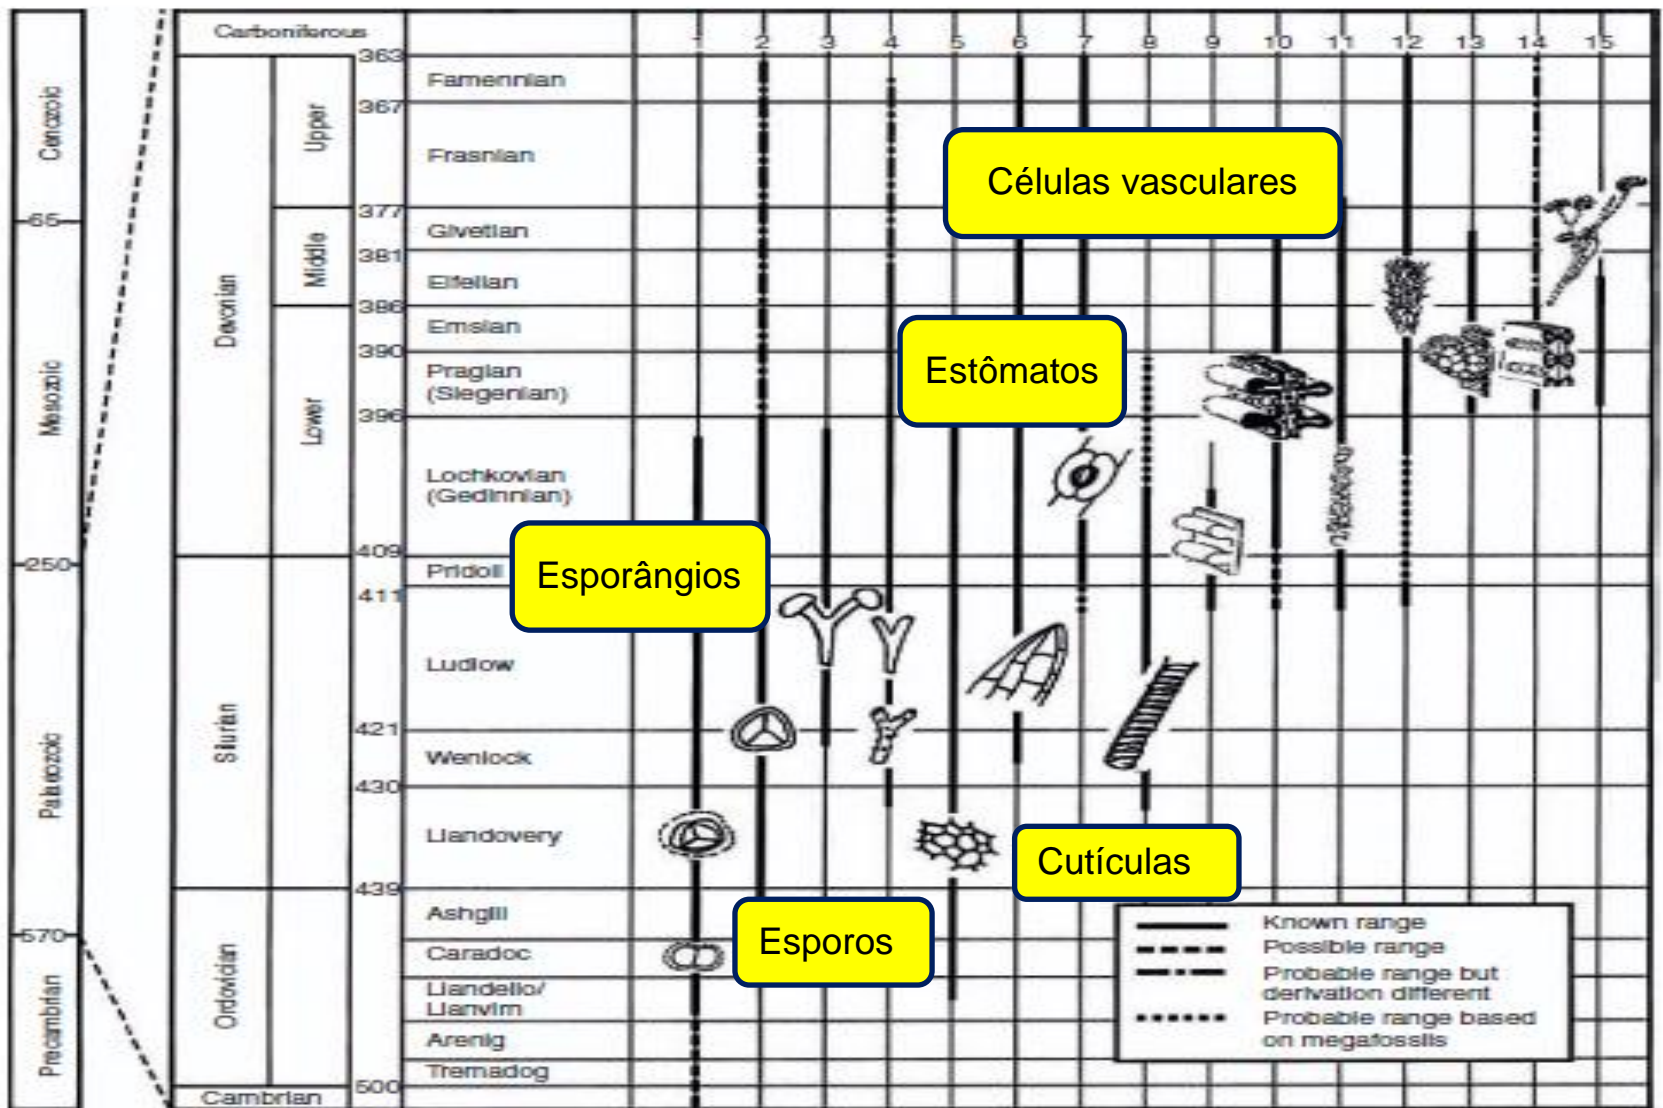 Carboniferous
1 2 3 4 5 6 7 8 9 10 11 12 13 14 15
363
Famennian
367
Frasnian
Upper
Cenozoic
Células vasculares
377
65
Givetian
Middle
381
Eifelian
Devonian
386
Emsian
390
Estômatos
Pragian
(Siegenian)
Mesozoic
Lower
396
Lochkovian
(Gedinnian)
409
250
Pridoli
Esporângios
411
Ludlow
421
Silurian
Wenlock
Palaeozoic
430
Llandovery
Cutículas
439
Ashgill
570
Caradoc
Esporos
Ordovidian
Llandeilo/
Llanvirn
Precambrian
Arenig
Tremadog
500
Cambrian
Known range
Possible range
Probable range but
derivation different
Probable range based
on megafossils